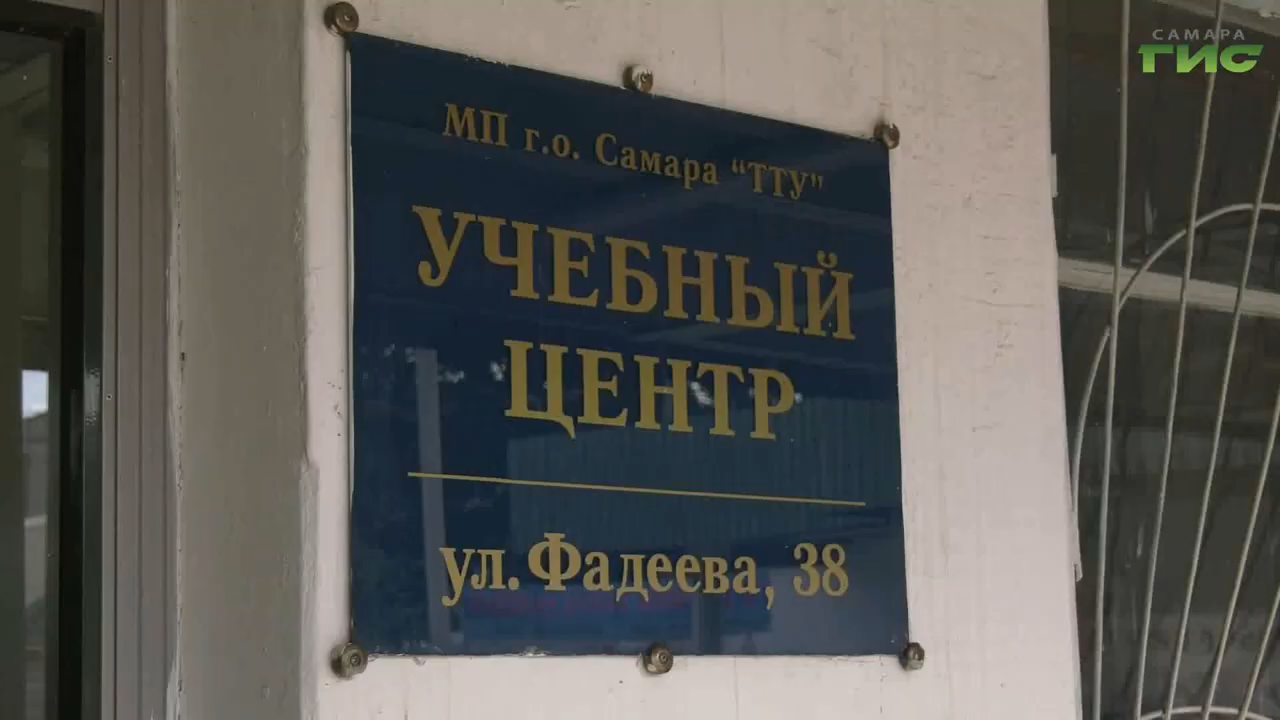 САМАРА
ГИС
МП г.о. Самара "ТТУ"
УЧЕБНЫЙ
ЦЕНТР
ул. Фадеева, 38